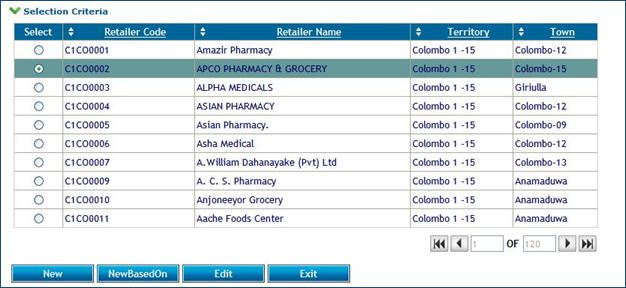 Selection Criteria
Select Retailer Code Retailer Name Territory Town
C1CO0001 Amazir Pharmacy Colombo 1 -15 Colombo-12
C1CO0002 APCO PHARMACY & GROCERY Colombo 1 -15 Colombo-15
C1CO0003 ALPHA MEDICALS Colombo 1 -15 Giriulla
C1CO0004 ASIAN PHARMACY Colombo 1 -15 Colombo-12
C1CO0005 Asian Pharmacy. Colombo 1 -15 Colombo-09
C1CO0006 Asha Medical Colombo 1 -15 Colombo-12
C1CO0007 A.William Dahanayake (Pvt) Ltd Colombo 1 -15 Colombo-13
C1CO0009 A. C. S. Pharmacy Colombo 1 -15 Anamaduwa
C1CO0010 Anjoneeyor Grocery Colombo 1 -15 Anamaduwa
C1CO0011 Aache Foods Center Colombo 1 -15 Anamaduwa
1 OF 120
New NewBasedOn Edit Exit